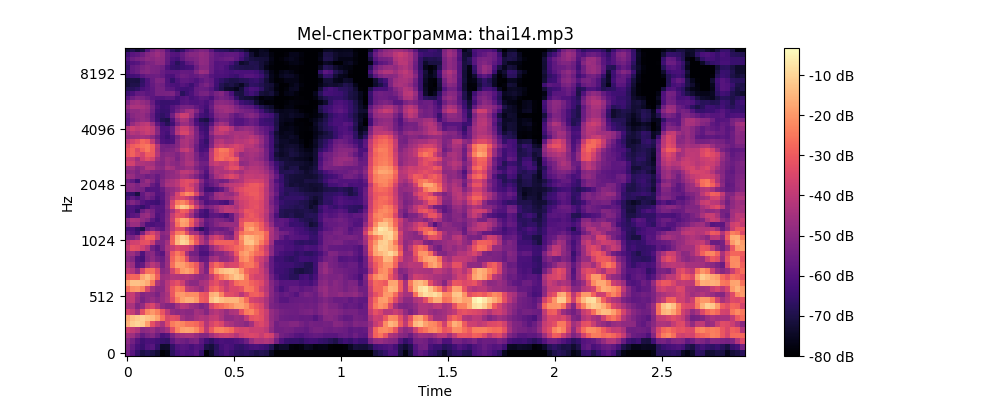 Mel-спектрограмма: thai14.mp3
8192
4096
2048
1024
512
0
Hz
0 0.5 1 1.5 2 2.5
Time
-10 dB
-20 dB
-30 dB
-40 dB
-50 dB
-60 dB
-70 dB
-80 dB